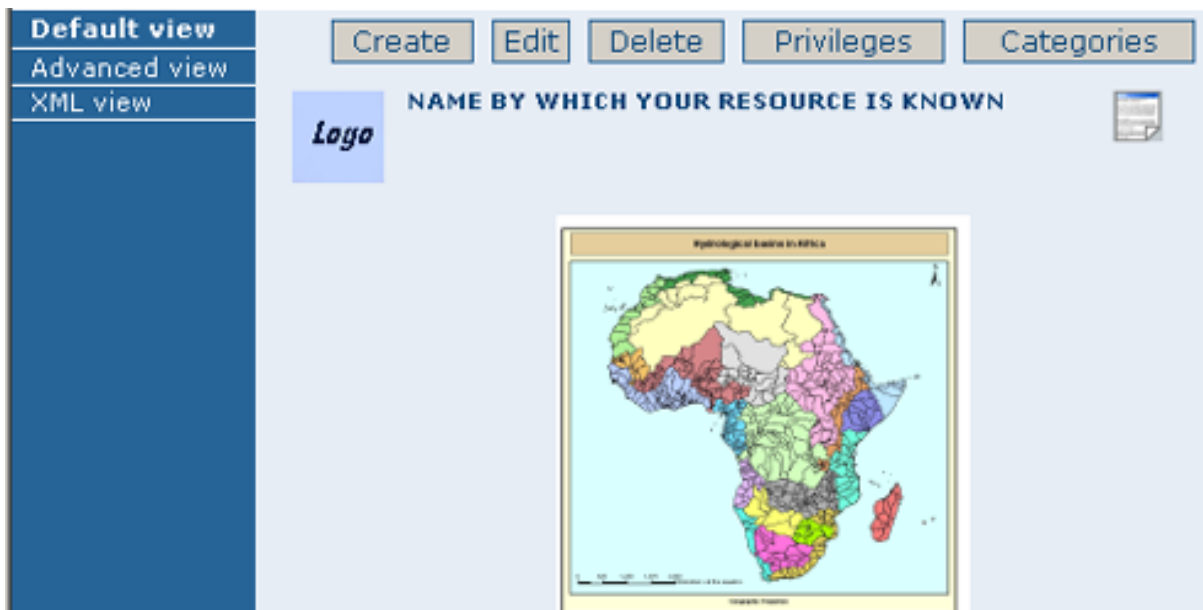 Default view
Advanced view
XML view
Create Edit Delete Privileges Categories
NAME BY WHICH YOUR RESOURCE IS KNOWN
Logo
Hydrological basins in Africa